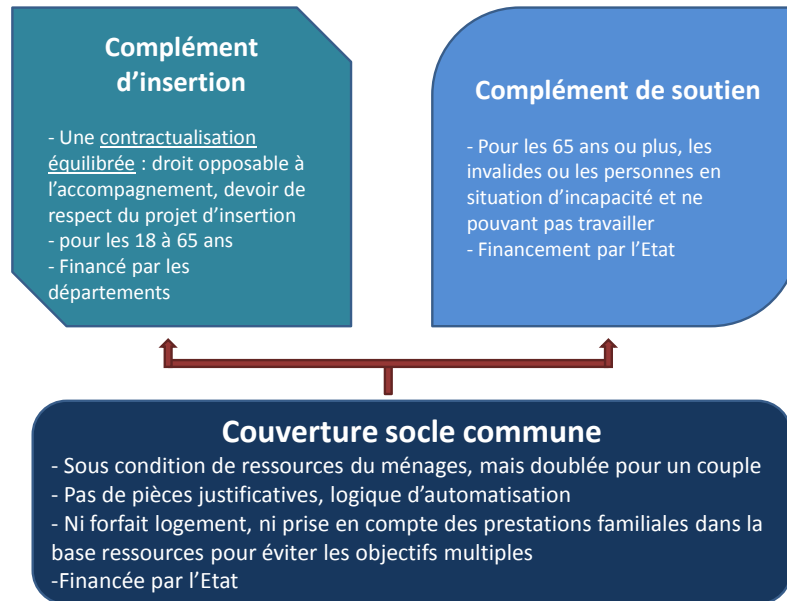 Complément
d’insertion
- Une contractualisation
équilibrée : droit opposable à
l’accompagnement, devoir de
respect du projet d’insertion
- pour les 18 à 65 ans
- Financé par les
départements
Complément de soutien
- Pour les 65 ans ou plus, les
invalides ou les personnes en
situation d’incapacité et ne
pouvant pas travailler
- Financement par l’Etat
Couverture socle commune
- Sous condition de ressources du ménages, mais doublée pour un couple
- Pas de pièces justificatives, logique d’automatisation
- Ni forfait logement, ni prise en compte des prestations familiales dans la
base ressources pour éviter les objectifs multiples
-Financée par l’Etat